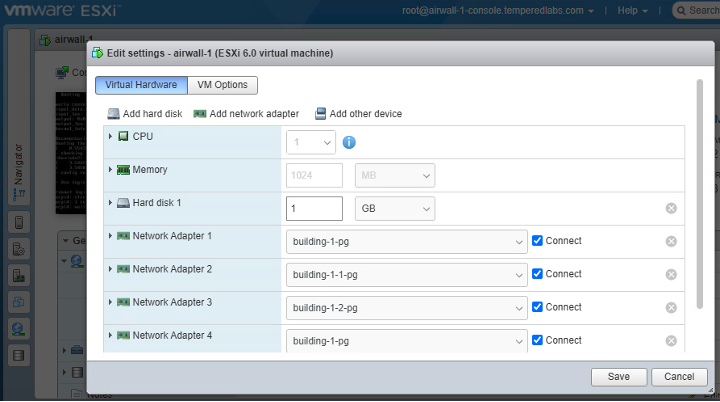 vmware ESXi™
root@airwall-1-console.temperedlabs.com
Help
Search
airwall-1
Edit settings - airwall-1 (ESXi 6.0 virtual machine)
Virtual Hardware
VM Options
Add hard disk
Add network adapter
Add other device
Navigator
CPU
1
Memory
1024
MB
Hard disk 1
1
GB
Network Adapter 1
building-1-pg
Connect
Network Adapter 2
building-1-1-pg
Connect
Network Adapter 3
building-1-2-pg
Connect
Network Adapter 4
building-1-pg
Connect
Save
Cancel
Notes